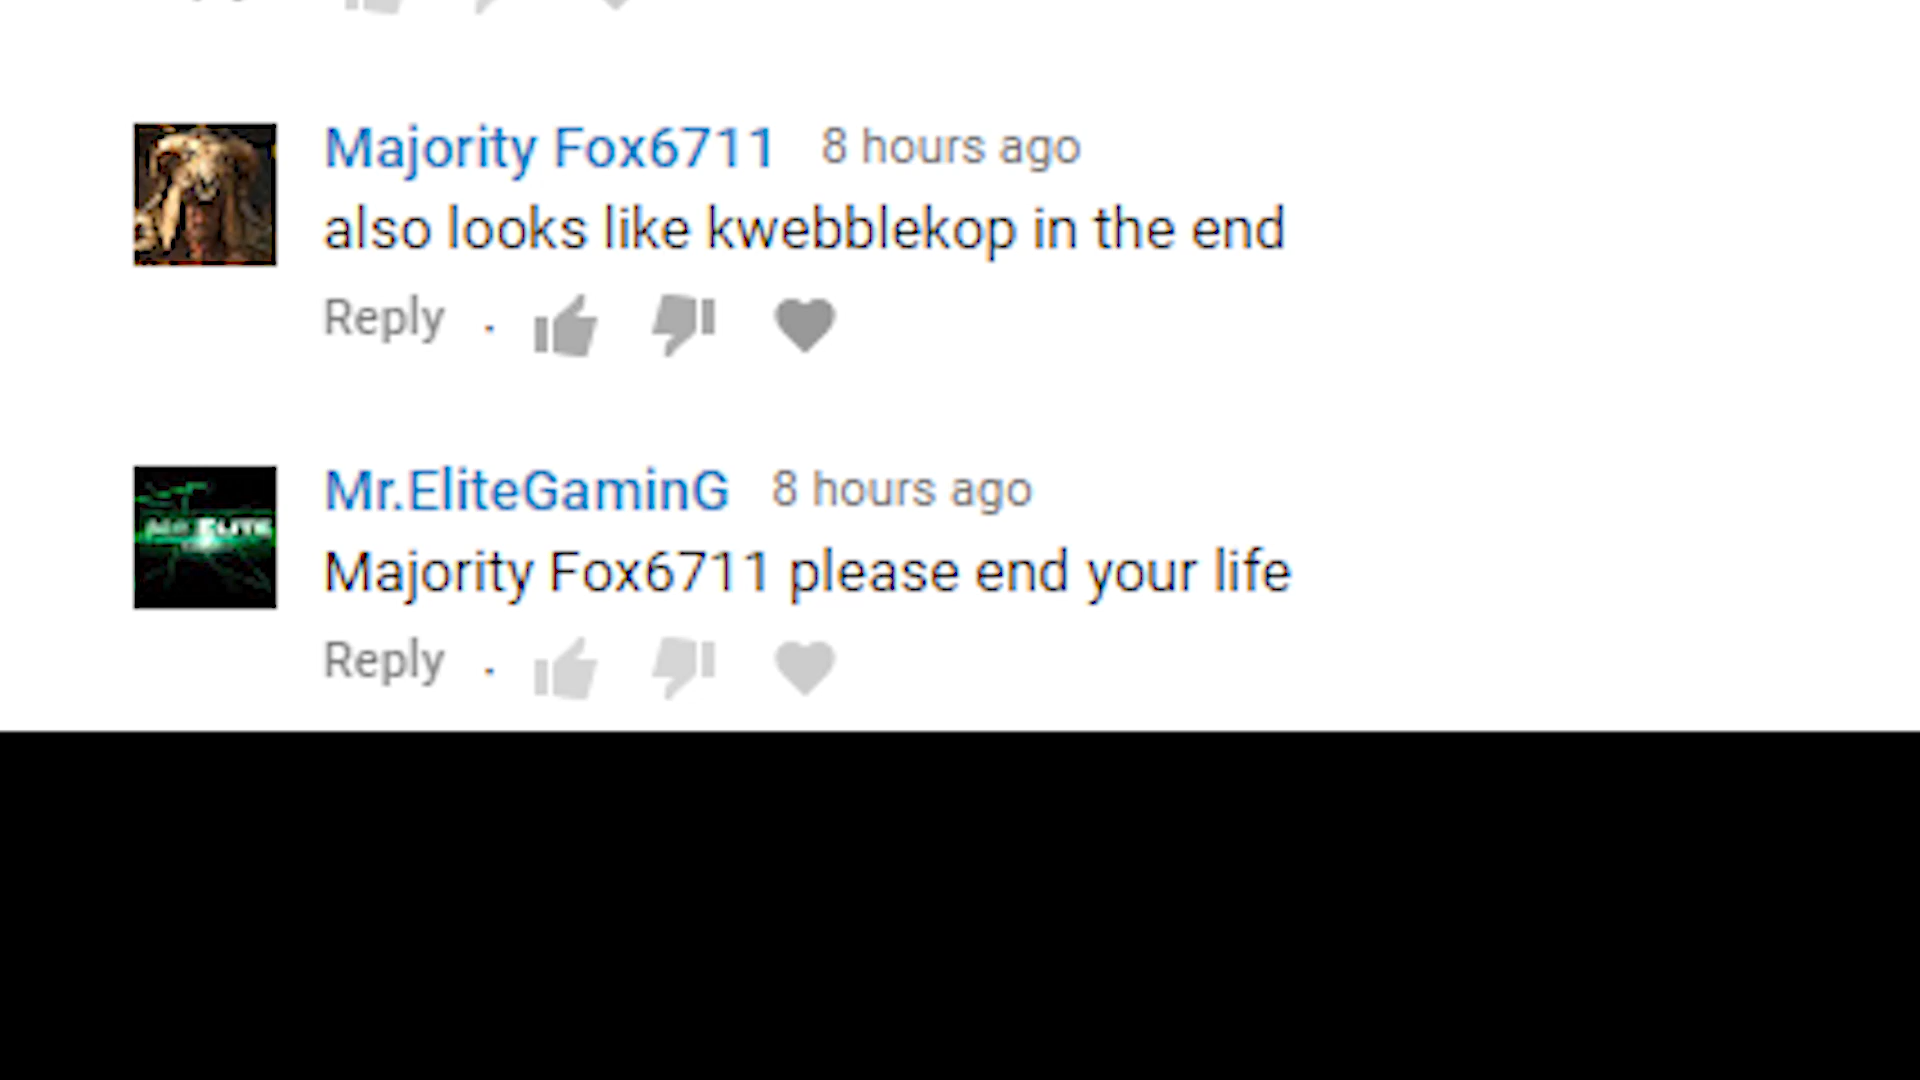 Majority Fox6711 8 hours ago
also looks like kwebblekop in the end
Reply .
Mr.EliteGaminG 8 hours ago
ELITE
Majority Fox6711 please end your life
Reply .